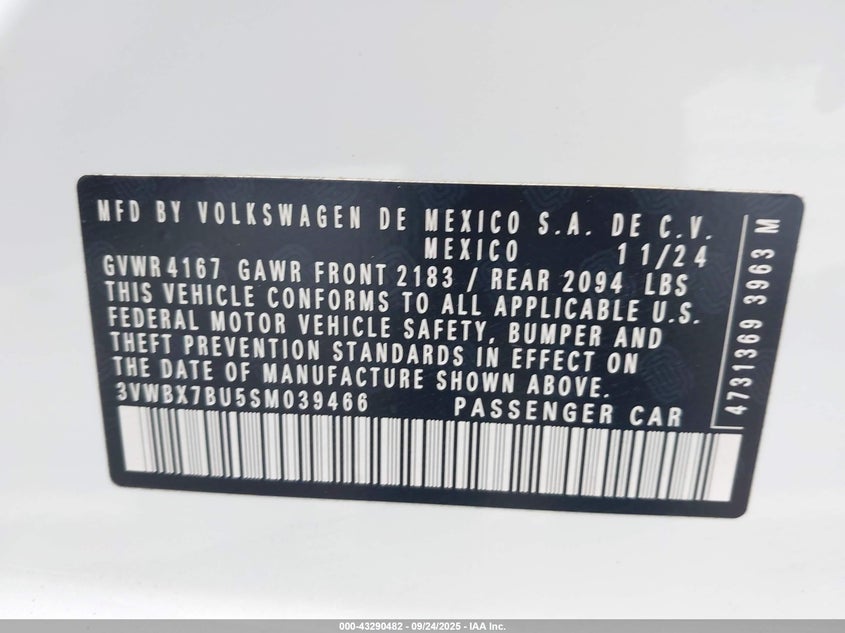 MFD BY VOLKSWAGEN DE MEXICO S.A. DE C.V.
MEXICO 11/24
GVWR 4167 GAWR FRONT 2183 / REAR 2094 LBS
THIS VEHICLE CONFORMS TO ALL APPLICABLE U.S.
FEDERAL MOTOR VEHICLE SAFETY, BUMPER AND
THEFT PREVENTION STANDARDS IN EFFECT ON
THE DATE OF MANUFACTURE SHOWN ABOVE.
3VWBX7BU5SM039466 PASSENGER CAR
4731369 3963 M
000-43290482 - 09/24/2025 - IAA Inc.